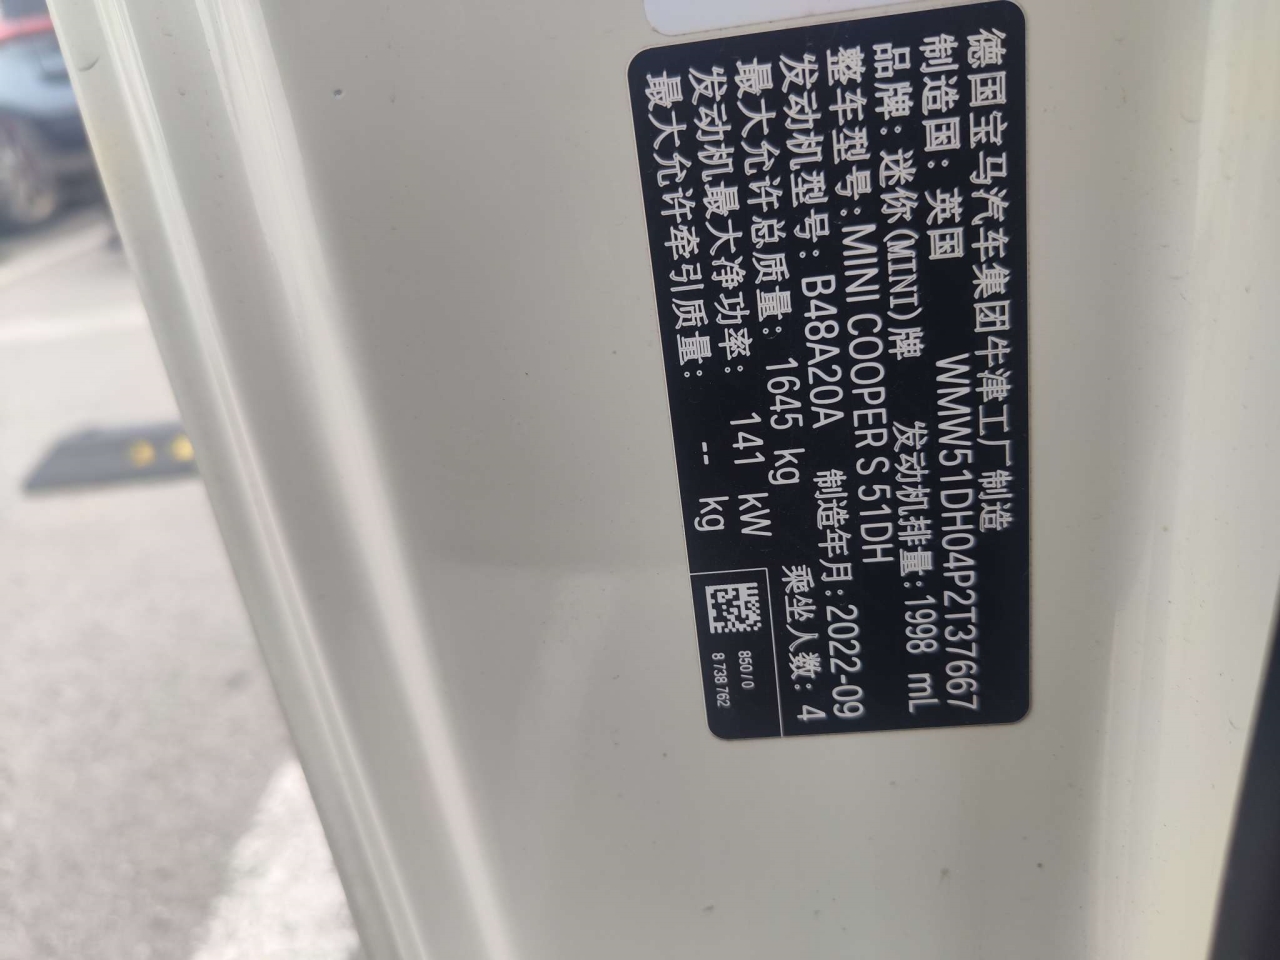 德国宝马汽车集团牛津工厂制造
制造国：英国 WMW51DH04P2T37667
品牌：迷你(MINI)牌 发动机排量：1998 mL
整车型号：MINI COOPER S 51DH
发动机型号：B48A20A 制造年月：2022-09
最大允许总质量：1645 kg 乘坐人数：4
发动机最大净功率：141 kW
最大允许牵引质量：-- kg
850/0
8 738 762